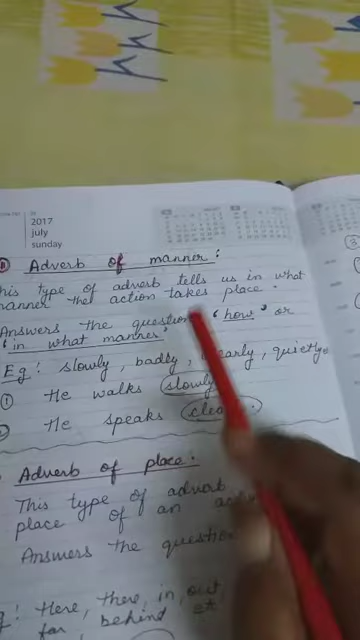 2017
july
sunday
Adverb of manner :
This type of adverb tells us in what
manner the action takes place.
Answers the question 'how' or
'in what manner'
Eg : slowly, badly, quietly
① He walks slowly
He speaks
Adverb of place :
This type of adverb
place of an
Answers the question
Here, there, in, out
far, behind